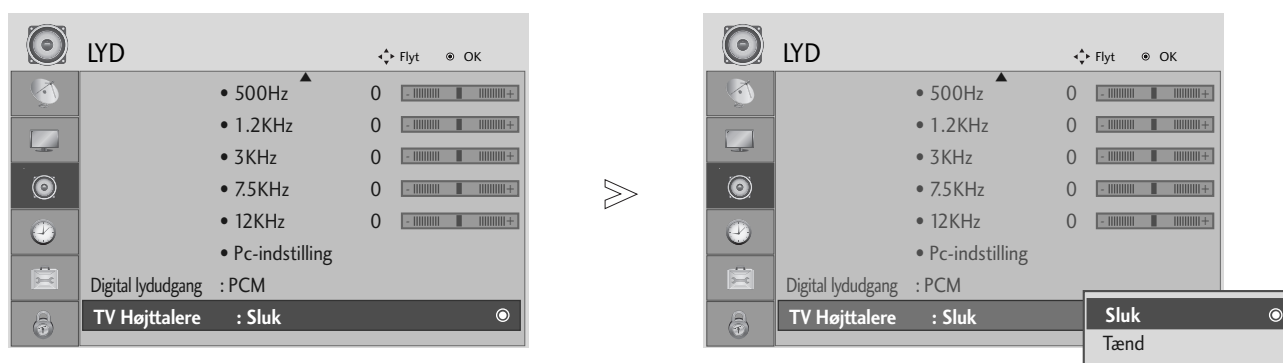 LYD Flyt OK
• 500Hz 0 - +
• 1.2KHz 0 - +
• 3KHz 0 - +
• 7.5KHz 0 - +
• 12KHz 0 - +
• Pc-indstilling
Digital lydudgang : PCM
TV Højttalere : Sluk
>
LYD Flyt OK
• 500Hz 0 - +
• 1.2KHz 0 - +
• 3KHz 0 - +
• 7.5KHz 0 - +
• 12KHz 0 - +
• Pc-indstilling
Digital lydudgang : PCM
TV Højttalere : Sluk
Sluk
Tænd